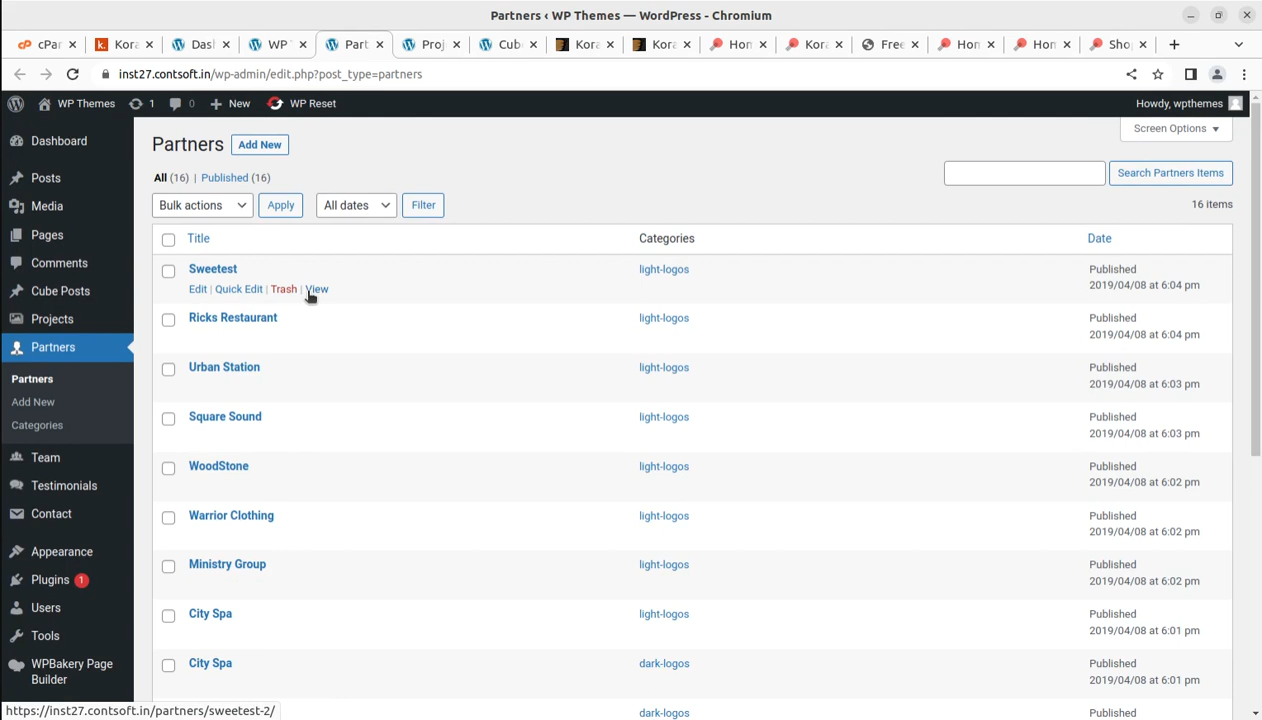 Partners ‹ WP Themes — WordPress - Chromium
cPar
Kora
Dasl
WP
Part
Proj
Cub
Kora
Kora
Hon
Kora
Free
Hon
Hon
Sho
inst27.contsoft.in/wp-admin/edit.php?post_type=partners
WP Themes 1 0 New WP Reset Howdy, wpthemes
Screen Options
Dashboard
Posts
Media
Pages
Comments
Cube Posts
Projects
Partners
Partners
Add New
Categories
Team
Testimonials
Contact
Appearance
Plugins 1
Users
Tools
WPBakery Page
Builder
Partners Add New
All (16) | Published (16)
Search Partners Items
Bulk actions Apply All dates Filter 16 items
Title Categories Date
Sweetest light-logos Published
Edit | Quick Edit | Trash | View 2019/04/08 at 6:04 pm
Ricks Restaurant light-logos Published
2019/04/08 at 6:04 pm
Urban Station light-logos Published
2019/04/08 at 6:03 pm
Square Sound light-logos Published
2019/04/08 at 6:03 pm
WoodStone light-logos Published
2019/04/08 at 6:02 pm
Warrior Clothing light-logos Published
2019/04/08 at 6:02 pm
Ministry Group light-logos Published
2019/04/08 at 6:02 pm
City Spa light-logos Published
2019/04/08 at 6:01 pm
City Spa dark-logos Published
2019/04/08 at 6:01 pm
dark-logos Published
https://inst27.contsoft.in/partners/sweetest-2/